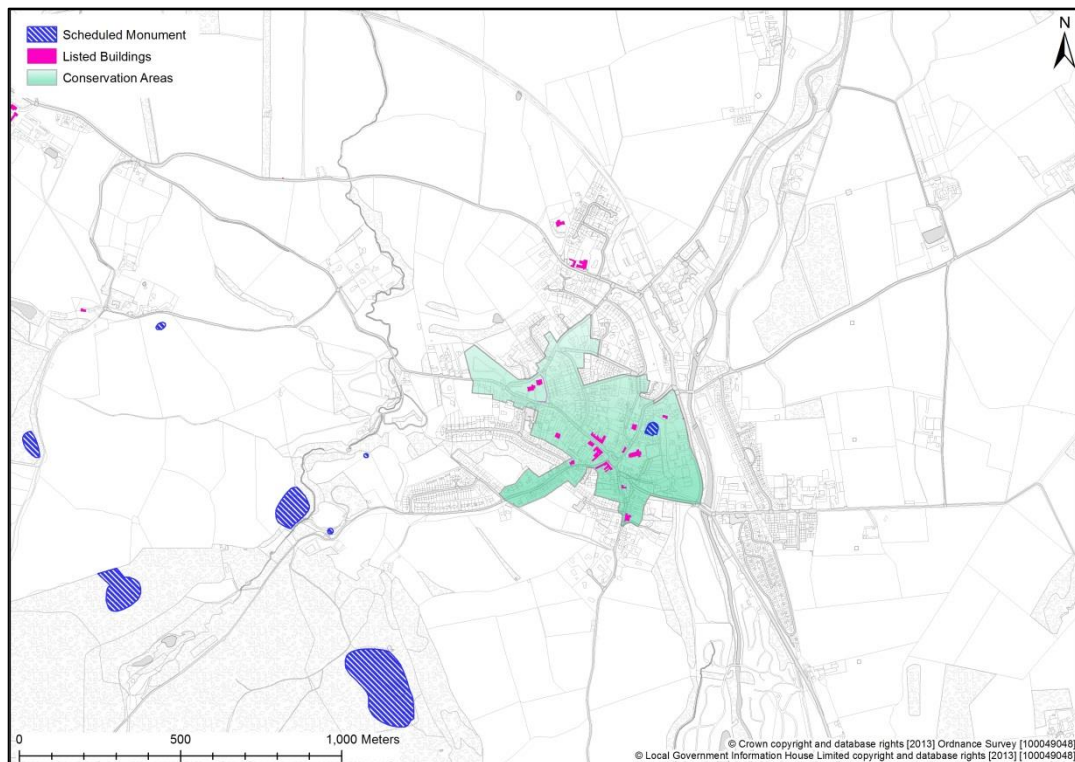 Scheduled Monument
Listed Buildings
Conservation Areas
N
0 500 1,000 Meters
© Crown copyright and database rights [2013] Ordnance Survey [100049048]
© Local Government Information House Limited copyright and database rights [2013] [100049048]